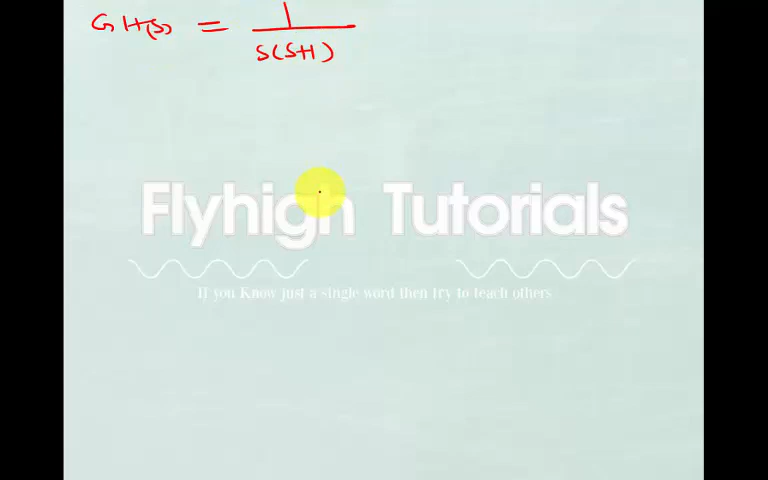 GH(s) = 1 / s(s+1)
Flyhigh Tutorials
If you Know just a single word then try to teach others